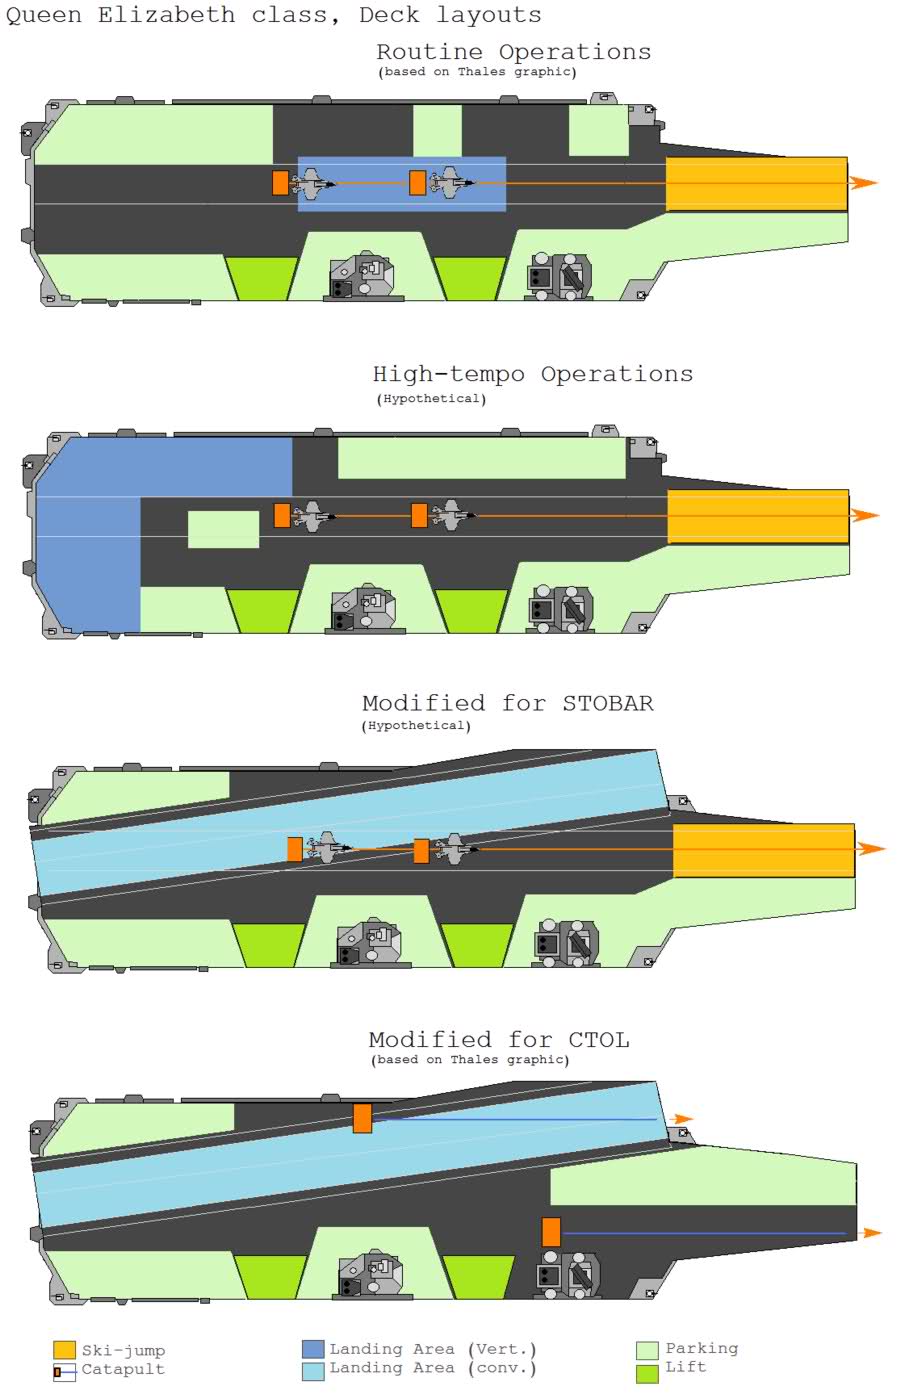 Queen Elizabeth class, Deck layouts
Routine Operations
(based on Thales graphic)
High-tempo Operations
(Hypothetical)
Modified for STOBAR
(Hypothetical)
Modified for CTOL
(based on Thales graphic)
Ski-jump
Catapult
Landing Area (Vert.)
Landing Area (conv.)
Parking
Lift